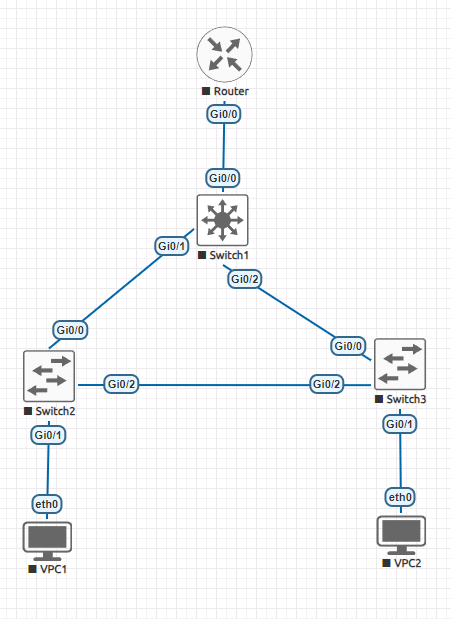 Router
Gi0/0
Gi0/0
Switch1
Gi0/1
Gi0/2
Gi0/0
Gi0/0
Gi0/2
Gi0/2
Switch2
Switch3
Gi0/1
Gi0/1
eth0
eth0
VPC1
VPC2